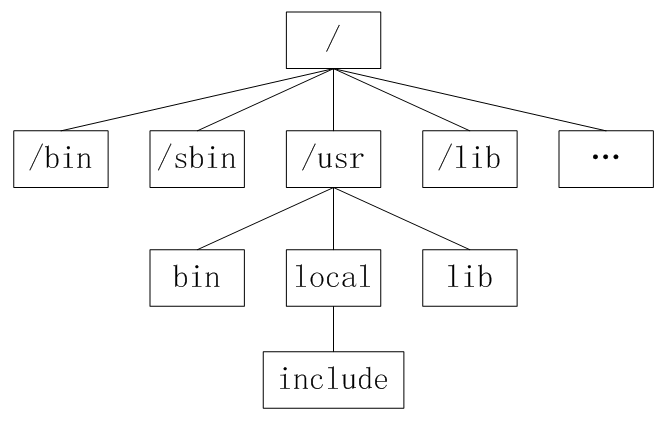 /
/bin /sbin /usr /lib …
bin local lib
include